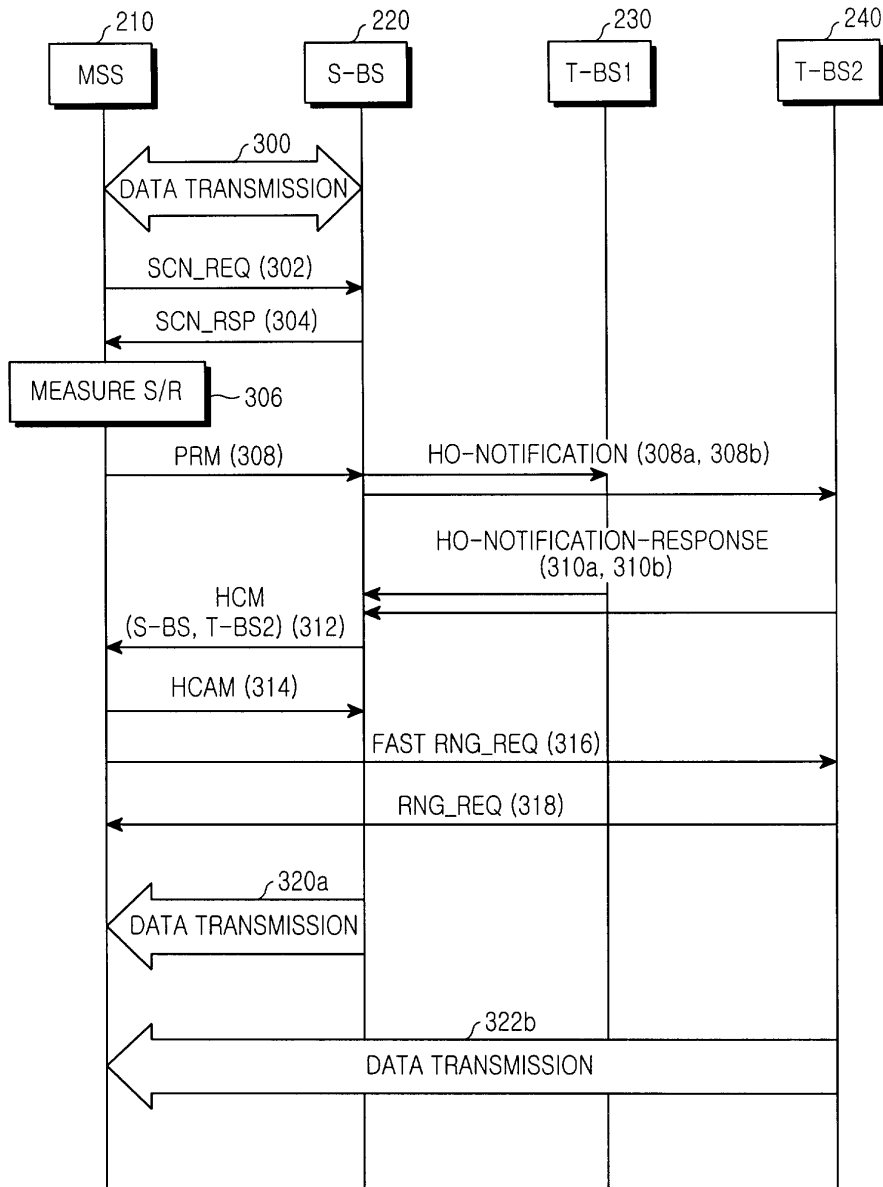 210
220
230
240
MSS
S-BS
T-BS1
T-BS2
300
DATA TRANSMISSION
SCN_REQ (302)
SCN_RSP (304)
MEASURE S/R
306
PRM (308)
HO-NOTIFICATION (308a, 308b)
HO-NOTIFICATION-RESPONSE
(310a, 310b)
HCM
(S-BS, T-BS2) (312)
HCAM (314)
FAST RNG_REQ (316)
RNG_REQ (318)
320a
DATA TRANSMISSION
322b
DATA TRANSMISSION